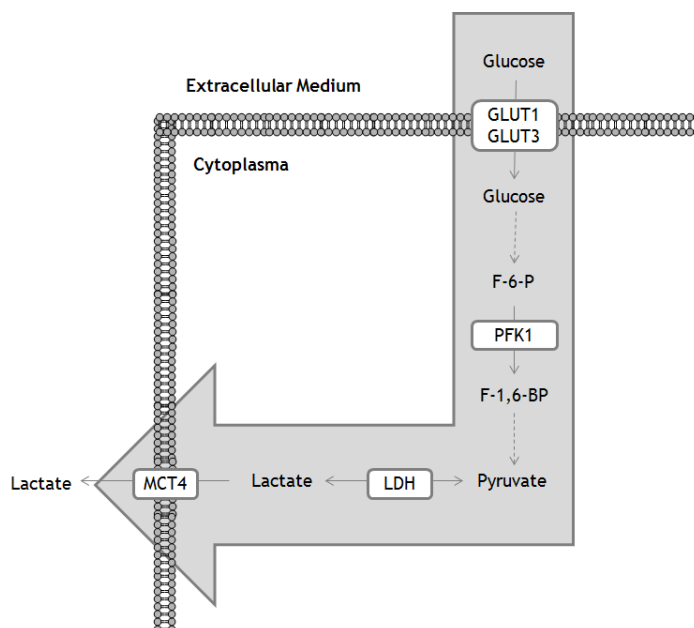 Glucose
Extracellular Medium
GLUT1
GLUT3
Cytoplasma
Glucose
F-6-P
PFK1
F-1,6-BP
Lactate
MCT4
Lactate
LDH
Pyruvate